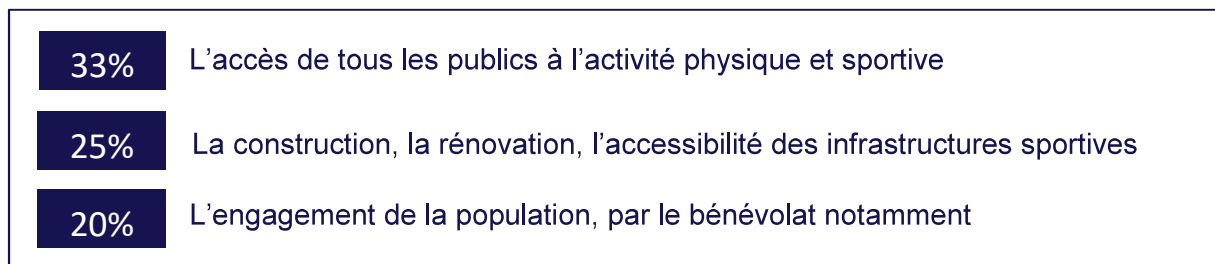 33% L’accès de tous les publics à l’activité physique et sportive
25% La construction, la rénovation, l’accessibilité des infrastructures sportives
20% L’engagement de la population, par le bénévolat notamment